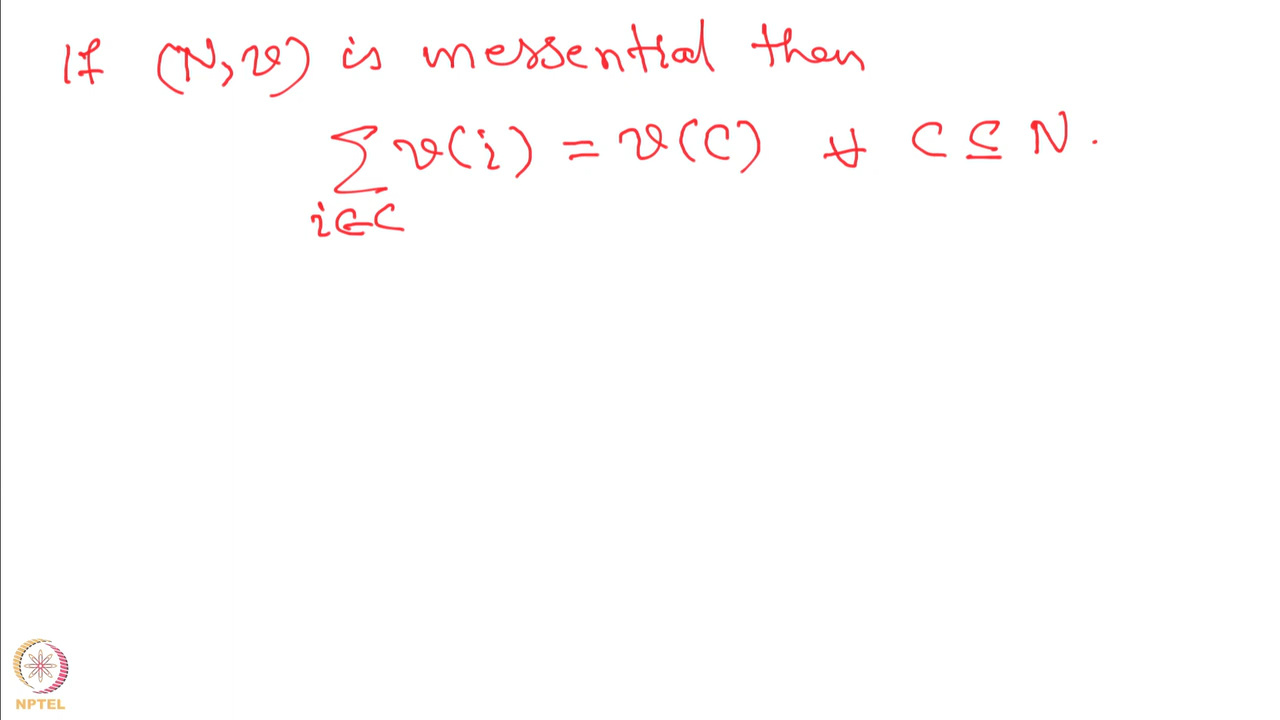 If (N, v) is inessential then
∑ v(i) = v(C) ∀ C ⊆ N.
i∈C
NPTEL